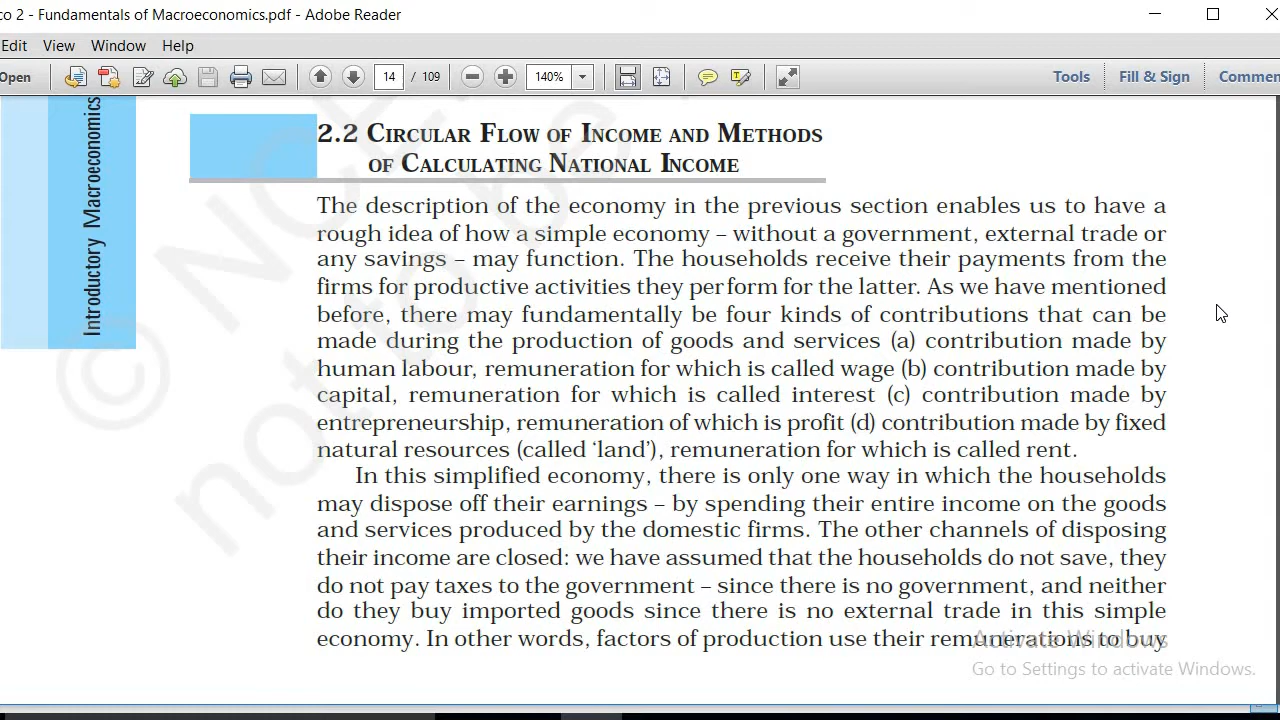 co 2 - Fundamentals of Macroeconomics.pdf - Adobe Reader
Edit View Window Help
Open 14 / 109 140% Tools Fill & Sign Commen
Introductory Macroeconomics
2.2 CIRCULAR FLOW OF INCOME AND METHODS
OF CALCULATING NATIONAL INCOME
The description of the economy in the previous section enables us to have a
rough idea of how a simple economy – without a government, external trade or
any savings – may function. The households receive their payments from the
firms for productive activities they perform for the latter. As we have mentioned
before, there may fundamentally be four kinds of contributions that can be
made during the production of goods and services (a) contribution made by
human labour, remuneration for which is called wage (b) contribution made by
capital, remuneration for which is called interest (c) contribution made by
entrepreneurship, remuneration of which is profit (d) contribution made by fixed
natural resources (called ‘land’), remuneration for which is called rent.
In this simplified economy, there is only one way in which the households
may dispose off their earnings – by spending their entire income on the goods
and services produced by the domestic firms. The other channels of disposing
their income are closed: we have assumed that the households do not save, they
do not pay taxes to the government – since there is no government, and neither
do they buy imported goods since there is no external trade in this simple
economy. In other words, factors of production use their remunerations to buy
Activate Windows
Go to Settings to activate Windows.
© NCE
not to be